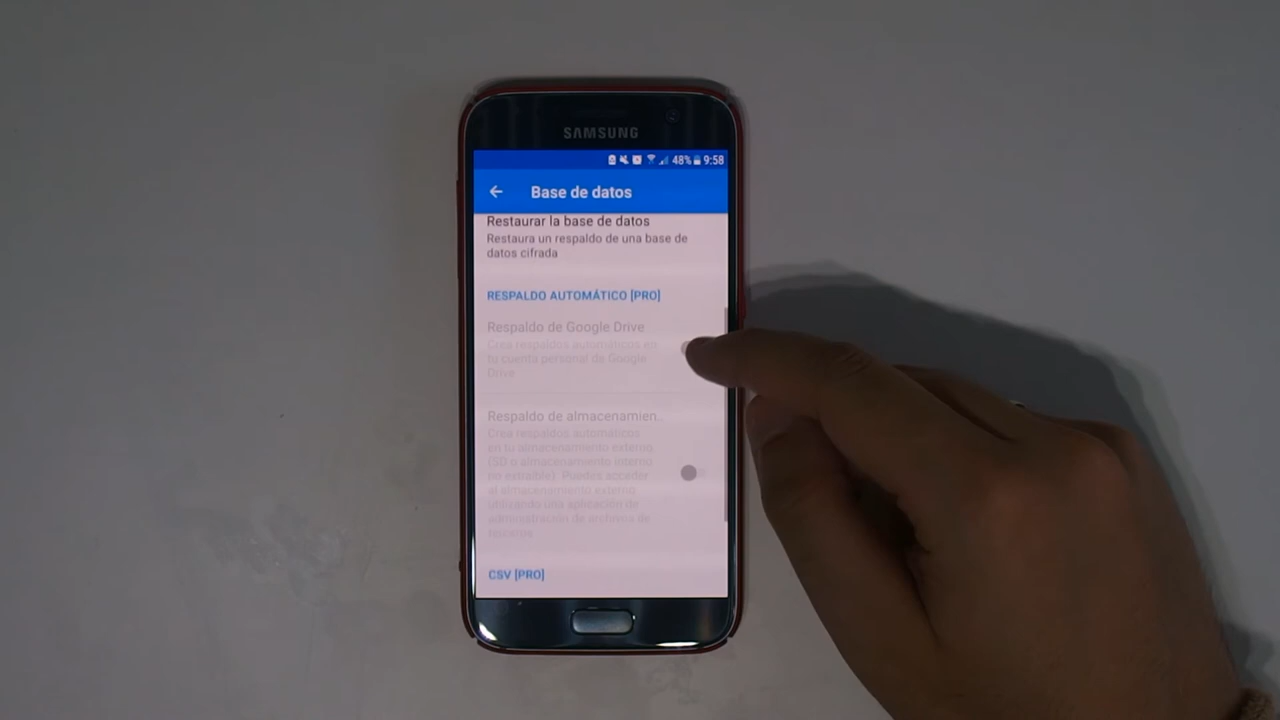 SAMSUNG
48% 9:58
Base de datos
Restaurar la base de datos
Restaura un respaldo de una base de
datos cifrada
RESPALDO AUTOMÁTICO [PRO]
Respaldo de Google Drive
Crea respaldos automáticos en
tu cuenta personal de Google
Drive
Respaldo de almacenamien..
Crea respaldos automáticos
en tu almacenamiento externo
(SD o almacenamiento interno
no extraíble). Puedes acceder
al almacenamiento externo
utilizando una aplicación de
administración de archivos de
terceros
CSV [PRO]